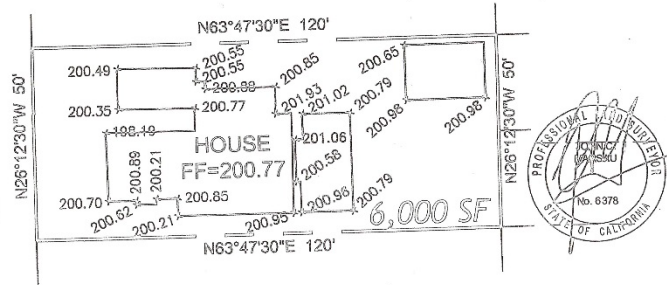 N63°47'30"E 120'
200.49
200.55
200.55
200.85
200.65
200.35
200.77
201.93
201.02
200.79
200.98
200.98
N26°12'30"W 50'
N26°12'30"W 50'
HOUSE
FF=200.77
201.06
200.89
200.21
200.58
200.70
200.62
200.85
200.21
200.95
200.96
200.79
6,000 SF
N63°47'30"E 120'
PROFESSIONAL
SURVEYOR
No. 6378
STATE OF CALIFORNIA